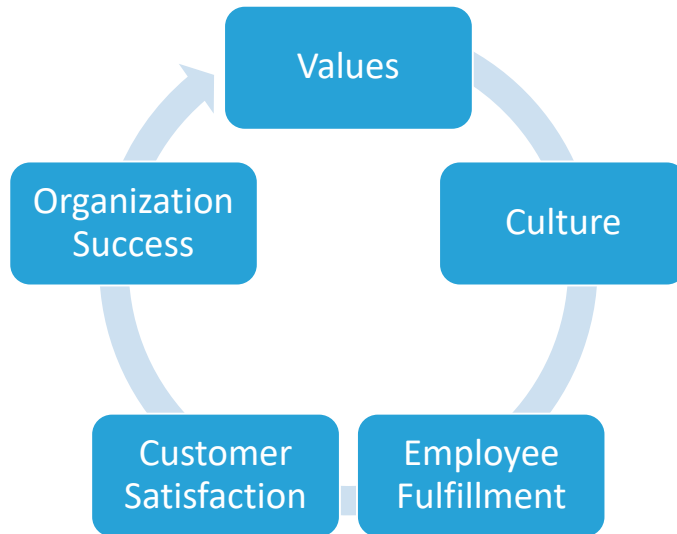 Values
Culture
Employee
Fulfillment
Customer
Satisfaction
Organization
Success